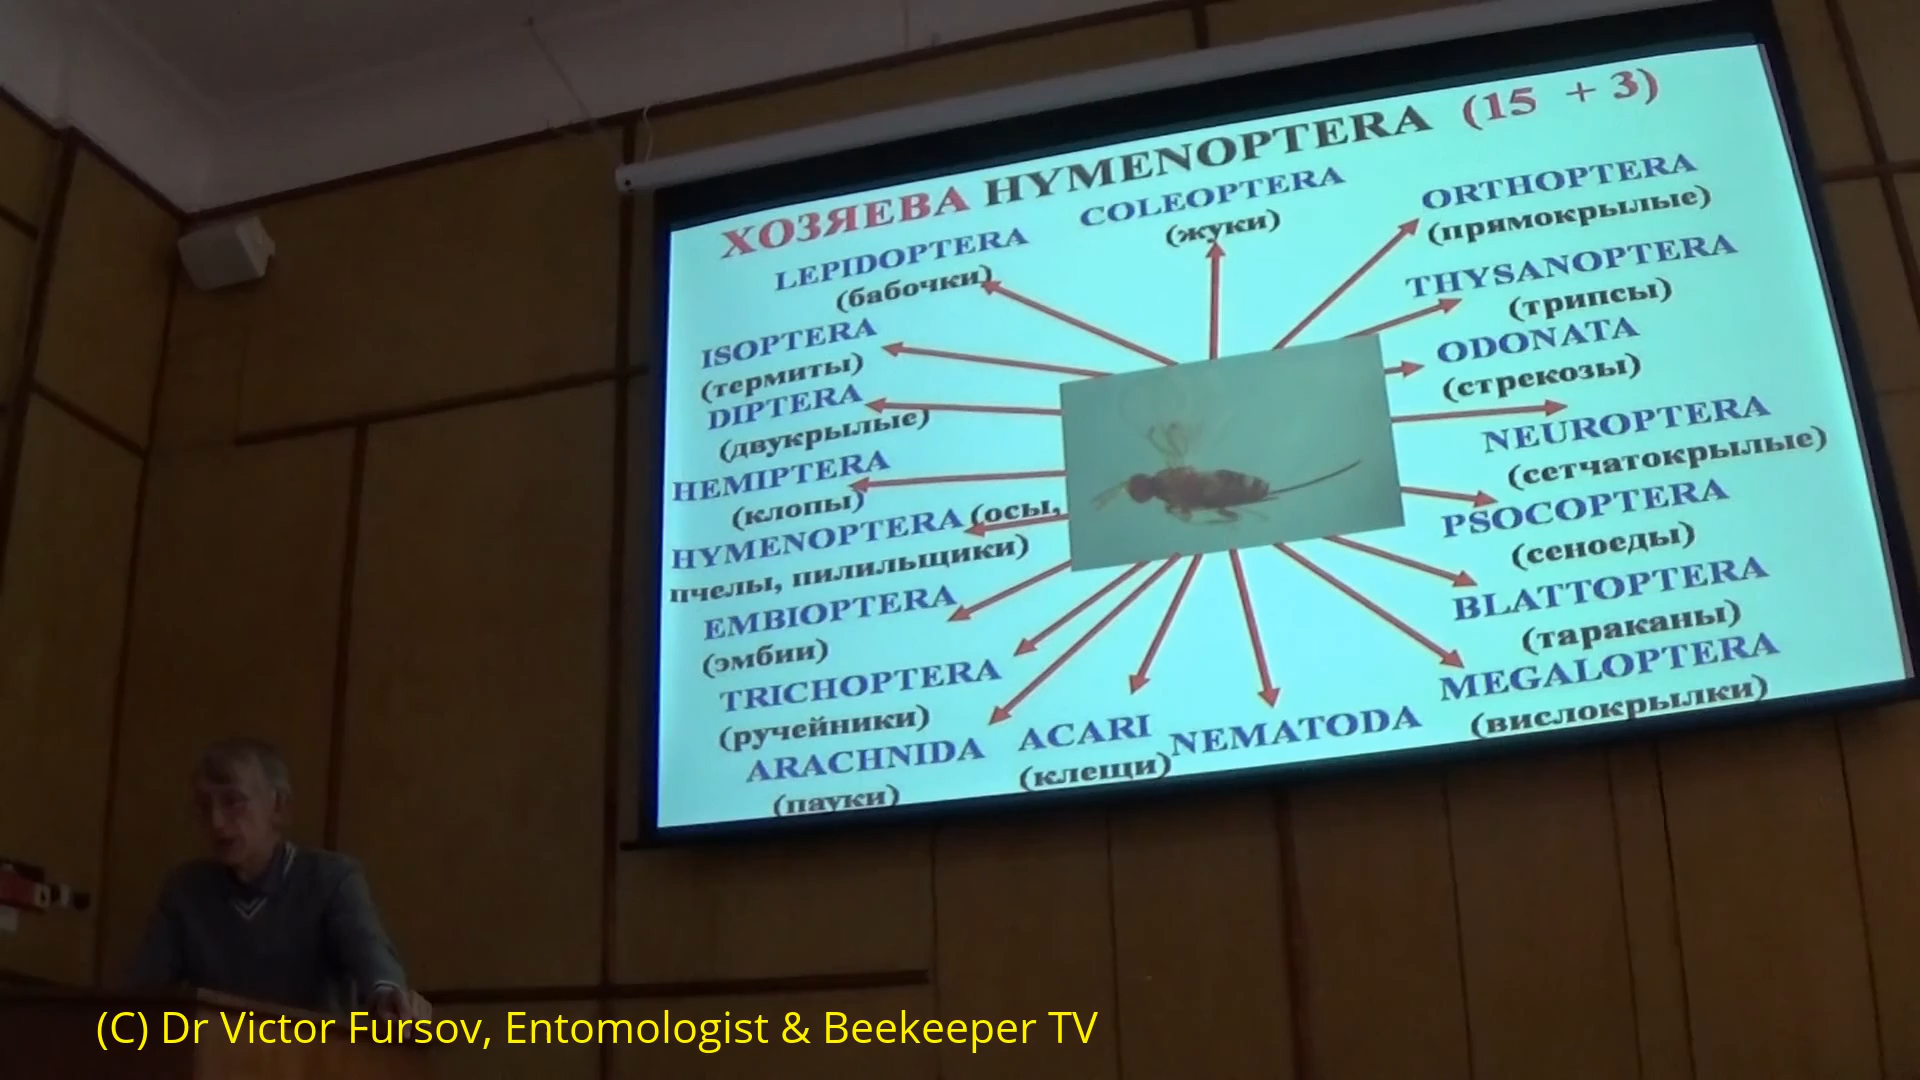 ХОЗЯЕВА HYMENOPTERA (15 + 3)
LEPIDOPTERA
(бабочки)
COLEOPTERA
(жуки)
ORTHOPTERA
(прямокрылые)
THYSANOPTERA
(трипсы)
ISOPTERA
(термиты)
ODONATA
(стрекозы)
DIPTERA
(двукрылые)
NEUROPTERA
(сетчатокрылые)
HEMIPTERA
(клопы)
PSOCOPTERA
(сеноеды)
HYMENOPTERA (осы,
пчелы, пилильщики)
BLATTOPTERA
(тараканы)
EMBIOPTERA
(эмбии)
MEGALOPTERA
(вислокрылки)
TRICHOPTERA
(ручейники)
ARACHNIDA
(пауки)
ACARI
(клещи)
NEMATODA
(C) Dr Victor Fursov, Entomologist & Beekeeper TV